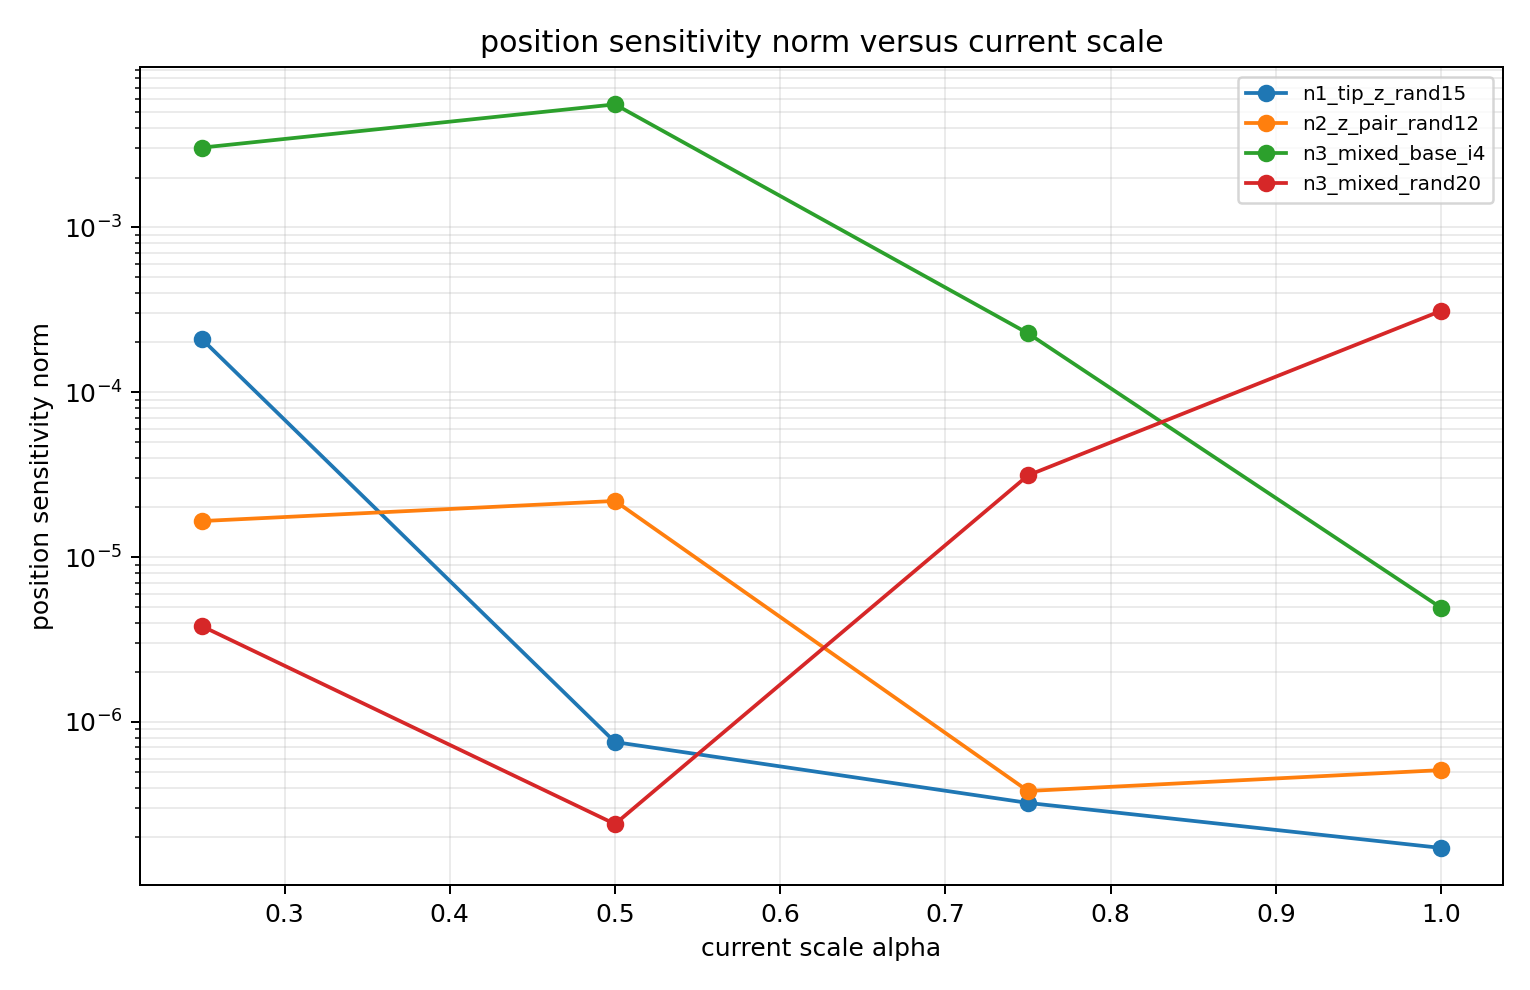 position sensitivity norm versus current scale
n1_tip_z_rand15
n2_z_pair_rand12
n3_mixed_base_i4
n3_mixed_rand20
position sensitivity norm
10⁻³
10⁻⁴
10⁻⁵
10⁻⁶
0.3 0.4 0.5 0.6 0.7 0.8 0.9 1.0
current scale alpha